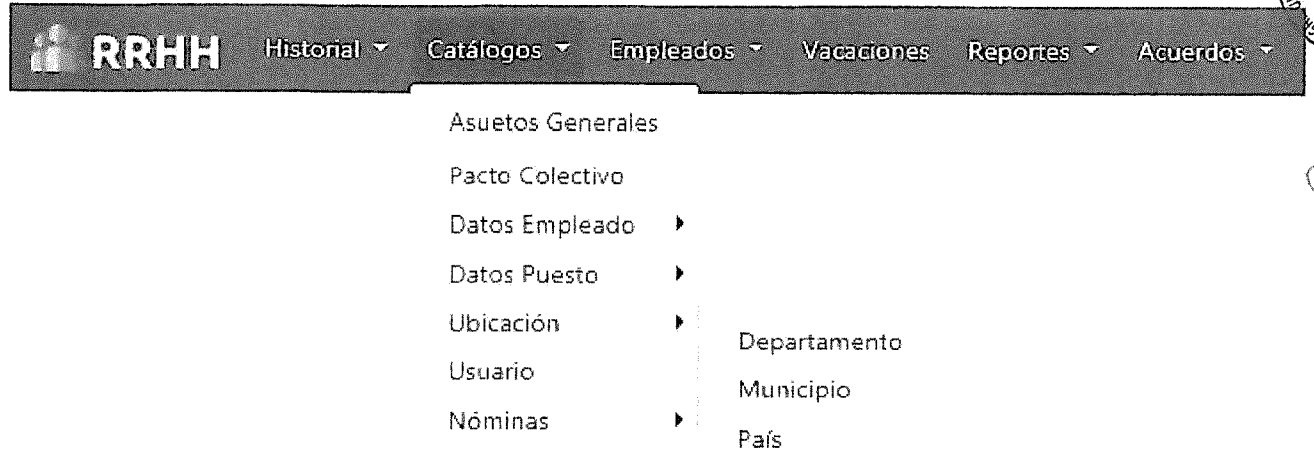 RRHH Historial Catálogos Empleados Vacaciones Reportes Acuerdos
Asuetos Generales
Pacto Colectivo
Datos Empleado
Datos Puesto
Ubicación
Usuario
Nóminas
Departamento
Municipio
País